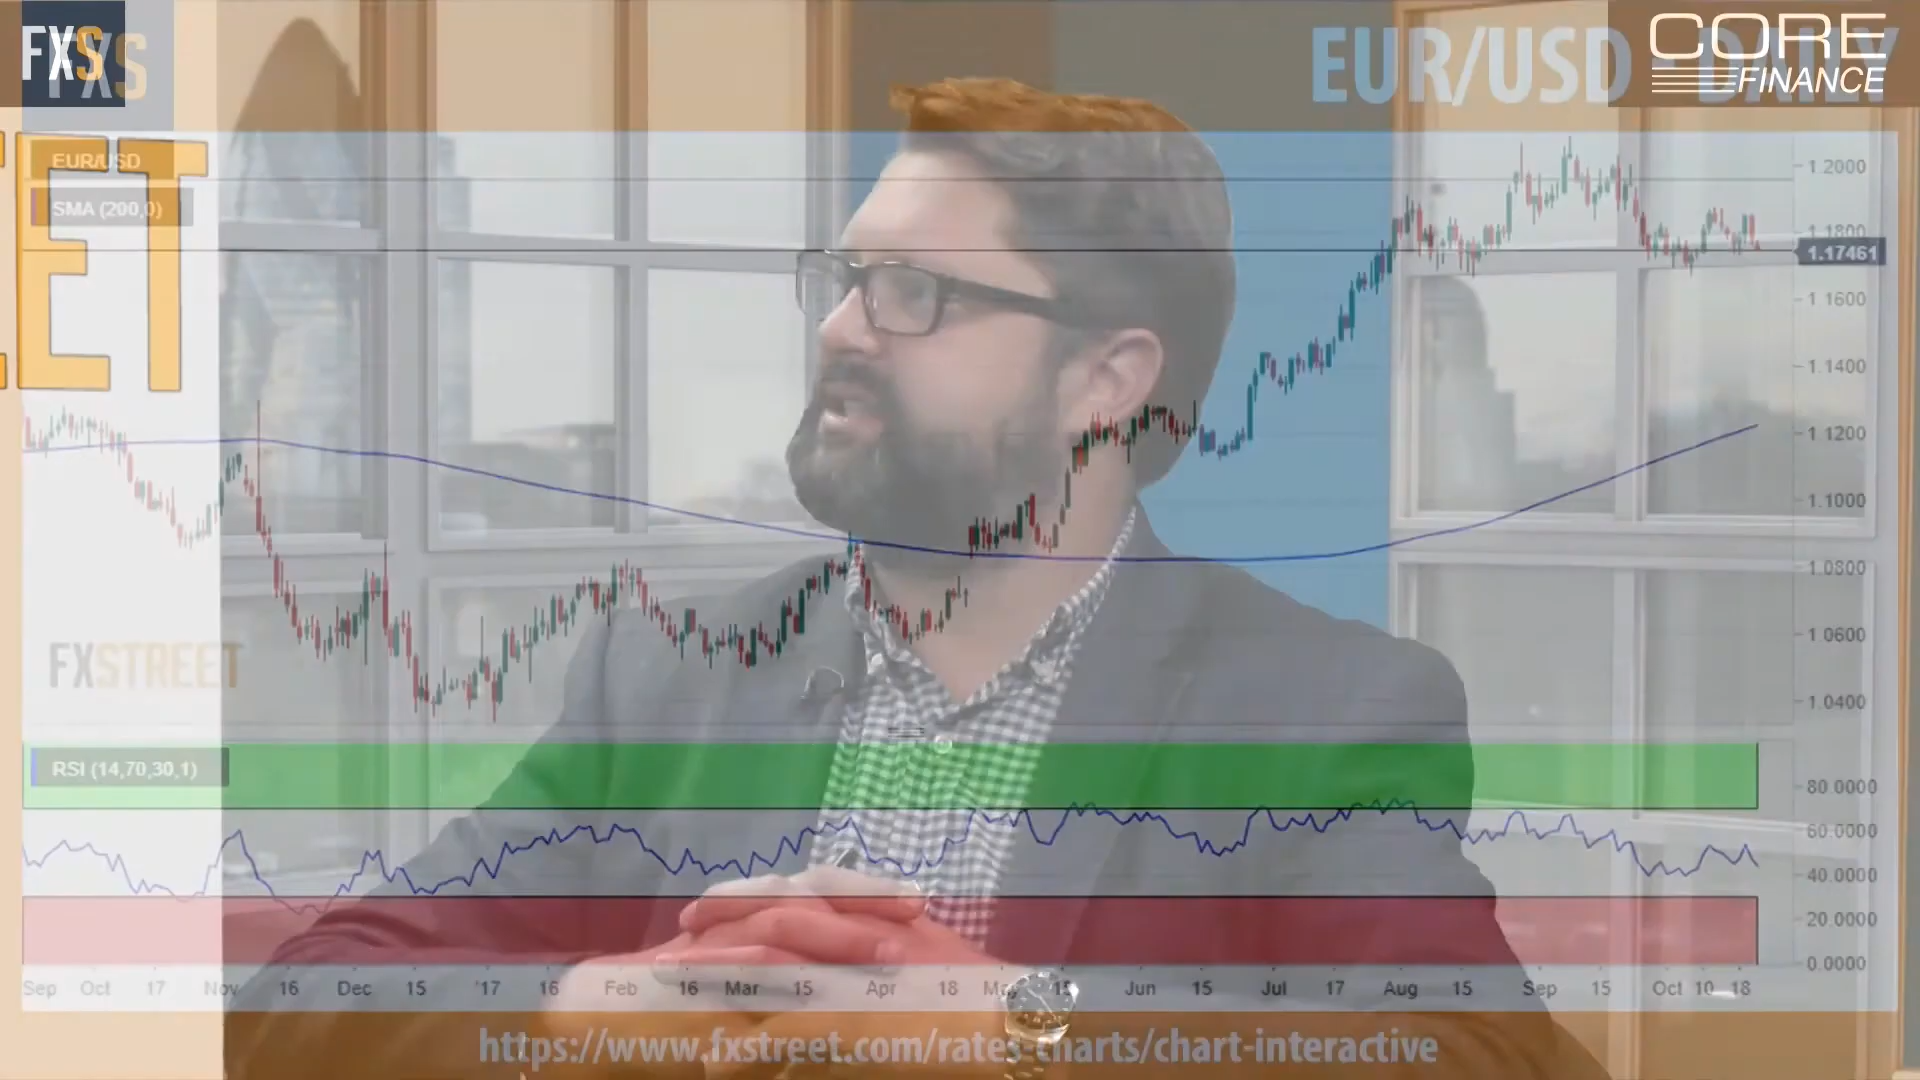 FXS
FXS
EUR/USD DAILY
CORE
FINANCE
ET
EUR/USD
SMA (200,0)
1.2000
1.1800
1.17461
1.1600
1.1400
1.1200
1.1000
1.0800
1.0600
1.0400
FXSTREET
RSI (14,70,30,1)
80.0000
60.0000
40.0000
20.0000
0.0000
Sep Oct 17 Nov 16 Dec 15 '17 16 Feb 16 Mar 15 Apr 18 May 15 Jun 15 Jul 17 Aug 15 Sep 15 Oct 10 18
https://www.fxstreet.com/rates-charts/chart-interactive